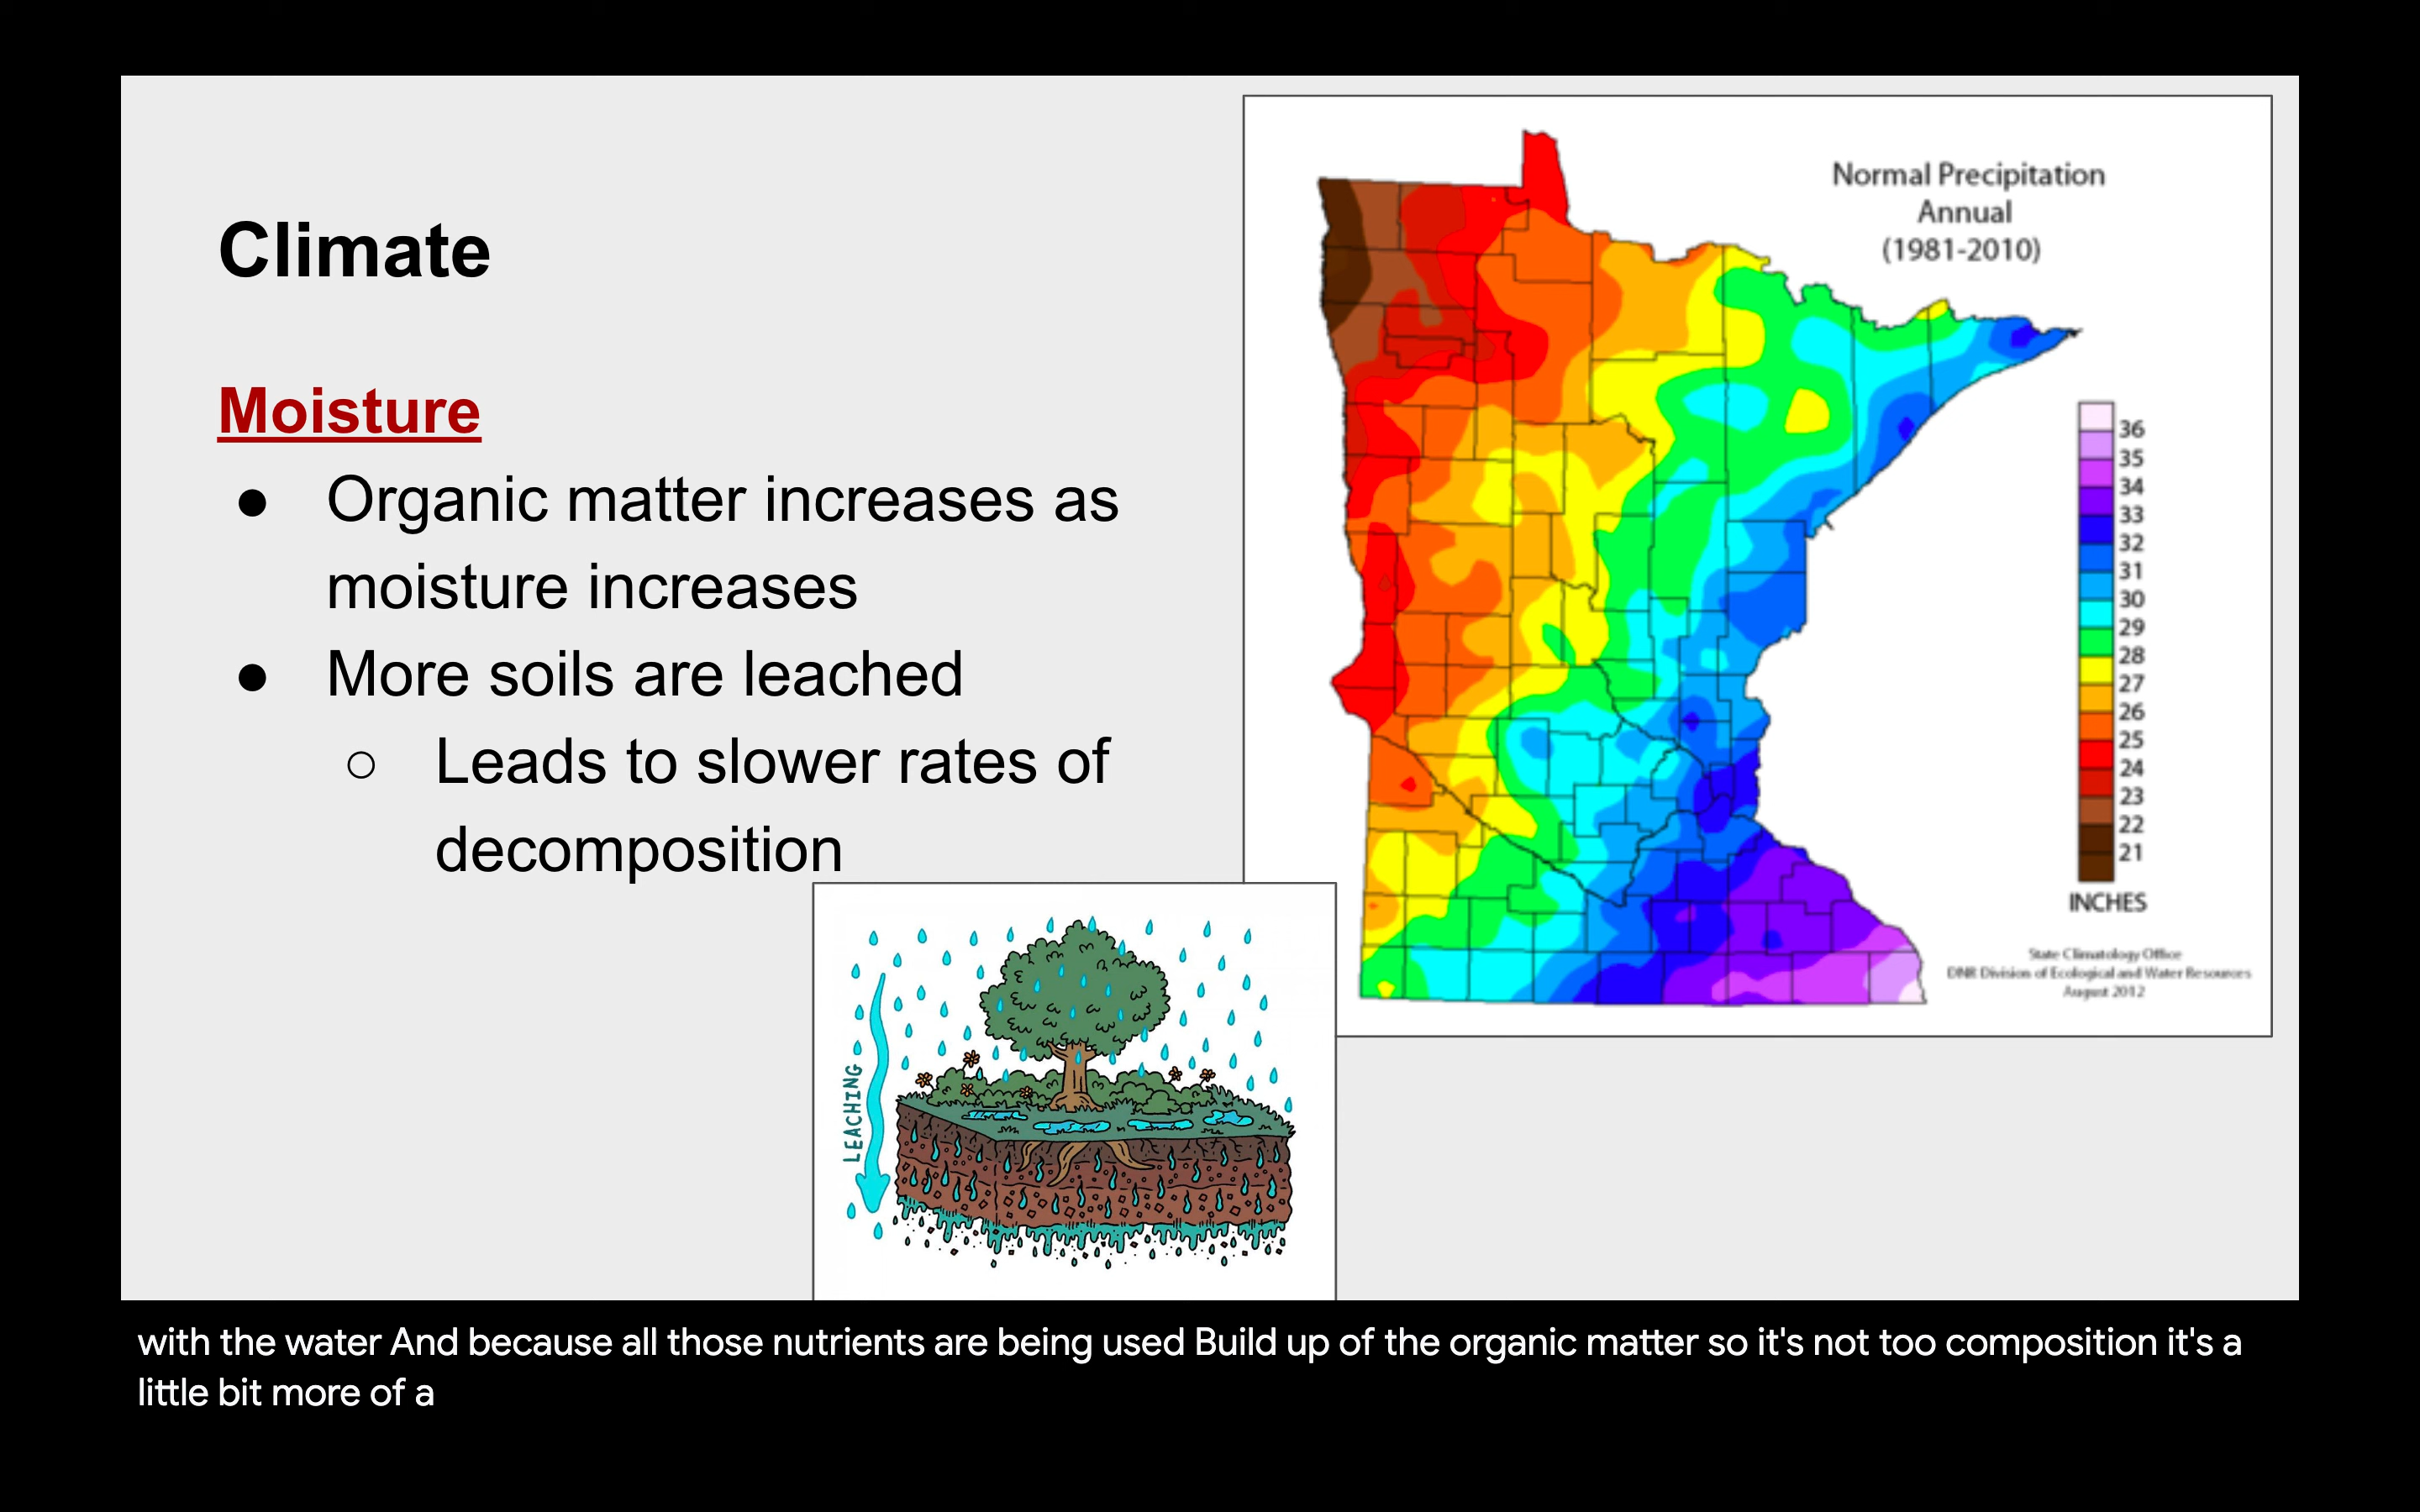 Climate
Moisture
● Organic matter increases as
moisture increases
● More soils are leached
○ Leads to slower rates of
decomposition
Normal Precipitation
Annual
(1981-2010)
36
35
34
33
32
31
30
29
28
27
26
25
24
23
22
21
INCHES
State Climatology Office
DNR Division of Ecological and Water Resources
August 2012
LEACHING
with the water And because all those nutrients are being used Build up of the organic matter so it's not too composition it's a
little bit more of a